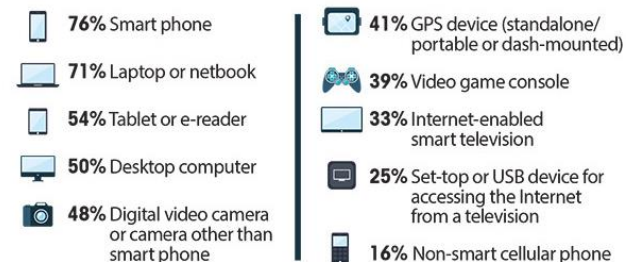 76% Smart phone
71% Laptop or netbook
54% Tablet or e-reader
50% Desktop computer
48% Digital video camera
or camera other than
smart phone
41% GPS device (standalone/
portable or dash-mounted)
39% Video game console
33% Internet-enabled
smart television
25% Set-top or USB device for
accessing the Internet
from a television
16% Non-smart cellular phone